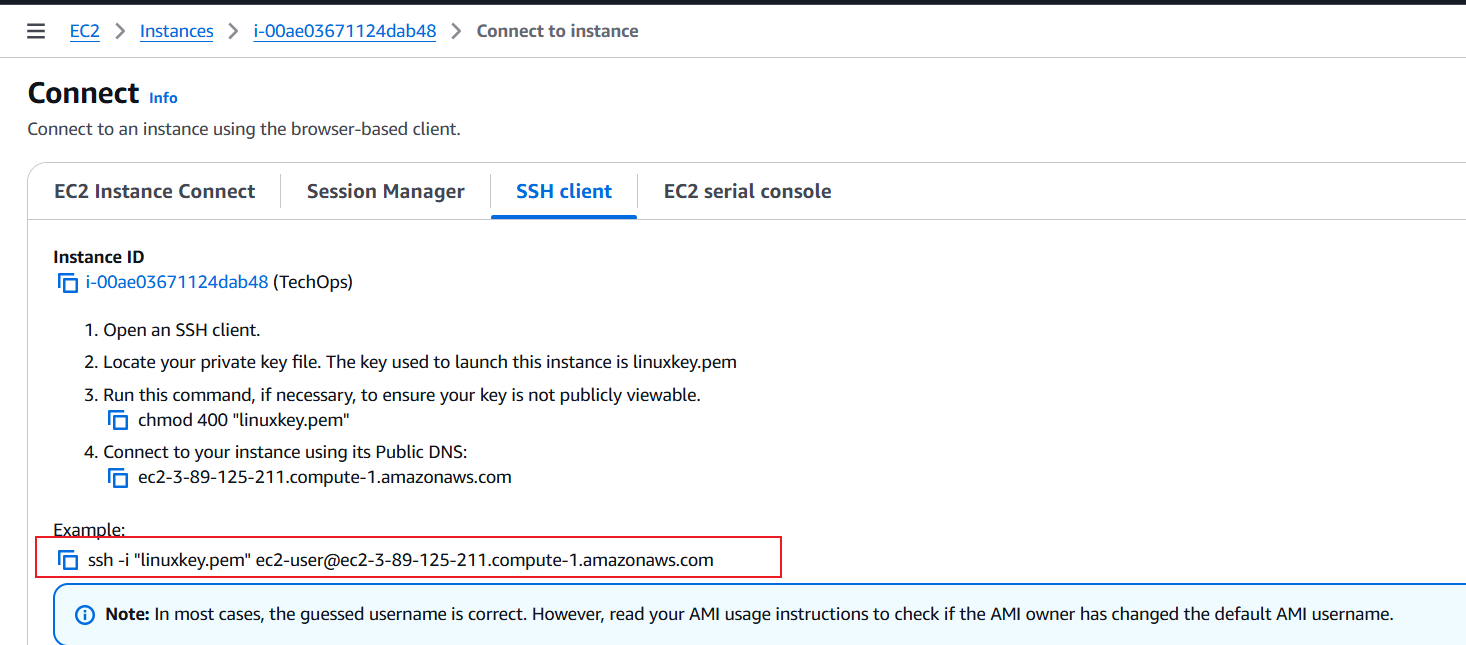 EC2 > Instances > i-00ae03671124dab48 > Connect to instance
Connect Info
Connect to an instance using the browser-based client.
EC2 Instance Connect Session Manager SSH client EC2 serial console
Instance ID
i-00ae03671124dab48 (TechOps)
1. Open an SSH client.
2. Locate your private key file. The key used to launch this instance is linuxkey.pem
3. Run this command, if necessary, to ensure your key is not publicly viewable.
chmod 400 "linuxkey.pem"
4. Connect to your instance using its Public DNS:
ec2-3-89-125-211.compute-1.amazonaws.com
Example:
ssh -i "linuxkey.pem" ec2-user@ec2-3-89-125-211.compute-1.amazonaws.com
Note: In most cases, the guessed username is correct. However, read your AMI usage instructions to check if the AMI owner has changed the default AMI username.